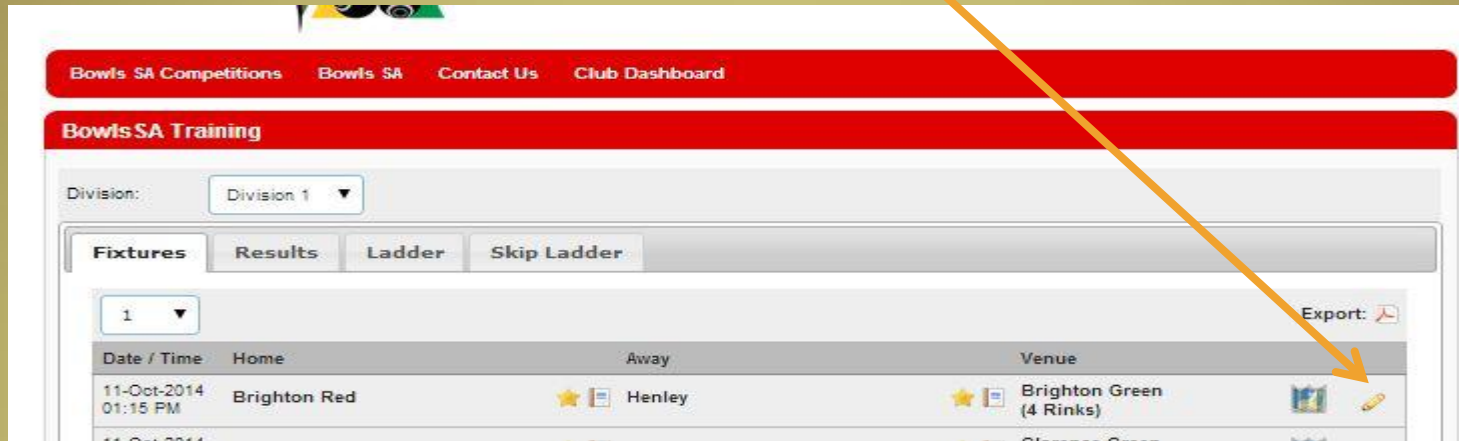 Bowls SA Competitions Bowls SA Contact Us Club Dashboard
BowlsSA Training
Division: Division 1
Fixtures Results Ladder Skip Ladder
1 Export:
Date / Time Home Away Venue
11-Oct-2014 Brighton Red Henley Brighton Green
01:15 PM (4 Rinks)